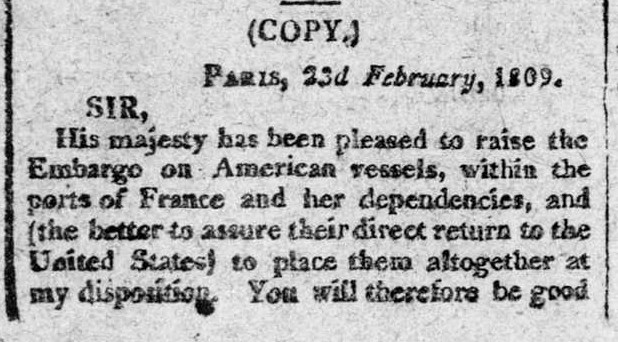 (COPY.)
PARIS, 23d February, 1809.
SIR,
His majesty has been pleased to raise the
Embargo on American vessels, within the
ports of France and her dependencies, and
(the better to assure their direct return to the
United States) to place them altogether at
my disposition. You will therefore be good